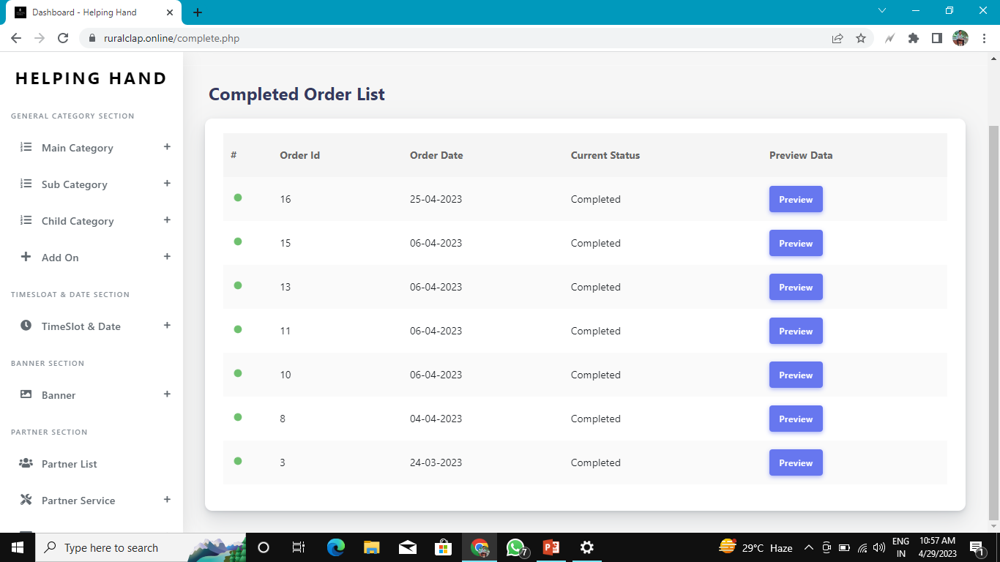 Dashboard - Helping Hand
ruralclap.online/complete.php
HELPING HAND
GENERAL CATEGORY SECTION
Main Category +
Sub Category +
Child Category +
Add On +
TIMESLOAT & DATE SECTION
TimeSlot & Date +
BANNER SECTION
Banner +
PARTNER SECTION
Partner List
Partner Service +
Completed Order List
# Order Id Order Date Current Status Preview Data
16 25-04-2023 Completed Preview
15 06-04-2023 Completed Preview
13 06-04-2023 Completed Preview
11 06-04-2023 Completed Preview
10 06-04-2023 Completed Preview
8 04-04-2023 Completed Preview
3 24-03-2023 Completed Preview
Type here to search
7
29°C Haze
ENG
IN
10:57 AM
4/29/2023
1